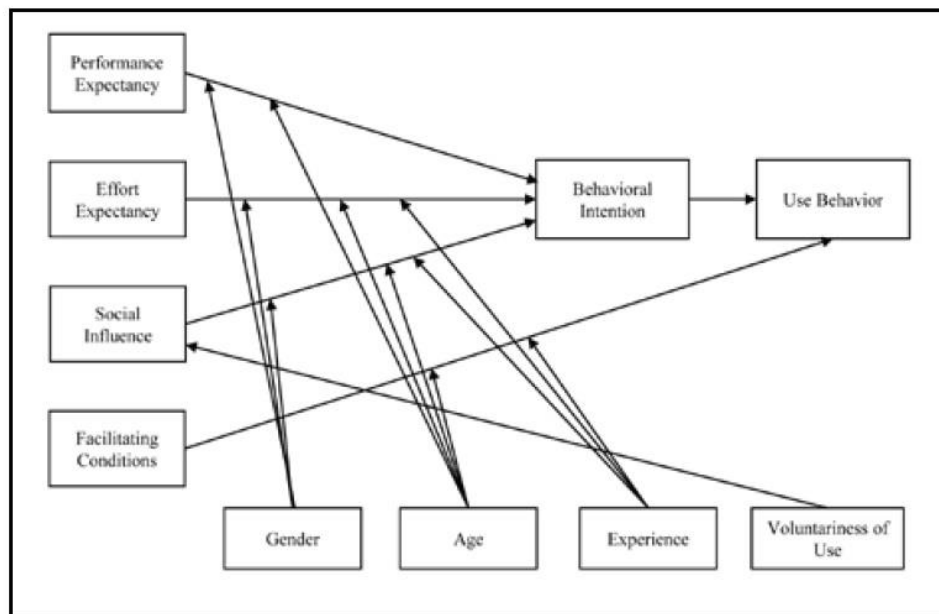 Performance
Expectancy
Effort
Expectancy
Behavioral
Intention
Use Behavior
Social
Influence
Facilitating
Conditions
Gender
Age
Experience
Voluntariness of
Use